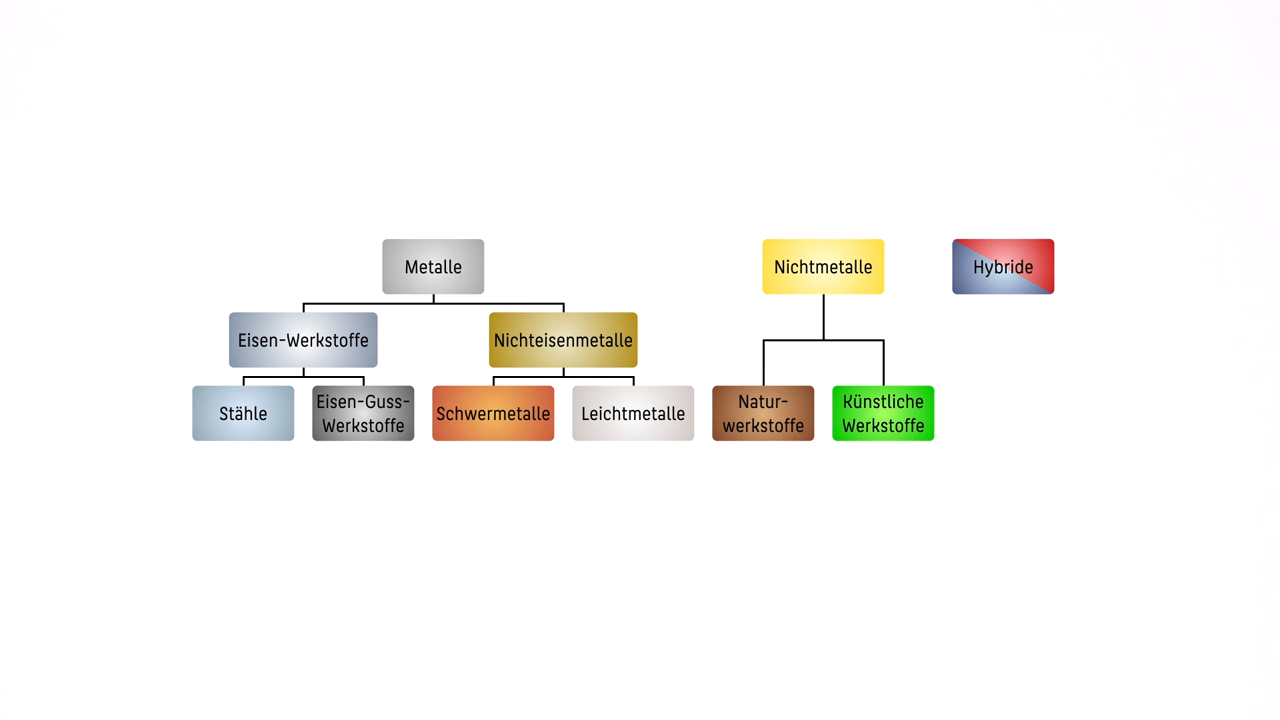 Metalle
Nichtmetalle
Hybride
Eisen-Werkstoffe
Nichteisenmetalle
Stähle
Eisen-Guss-
Werkstoffe
Schwermetalle
Leichtmetalle
Natur-
werkstoffe
Künstliche
Werkstoffe